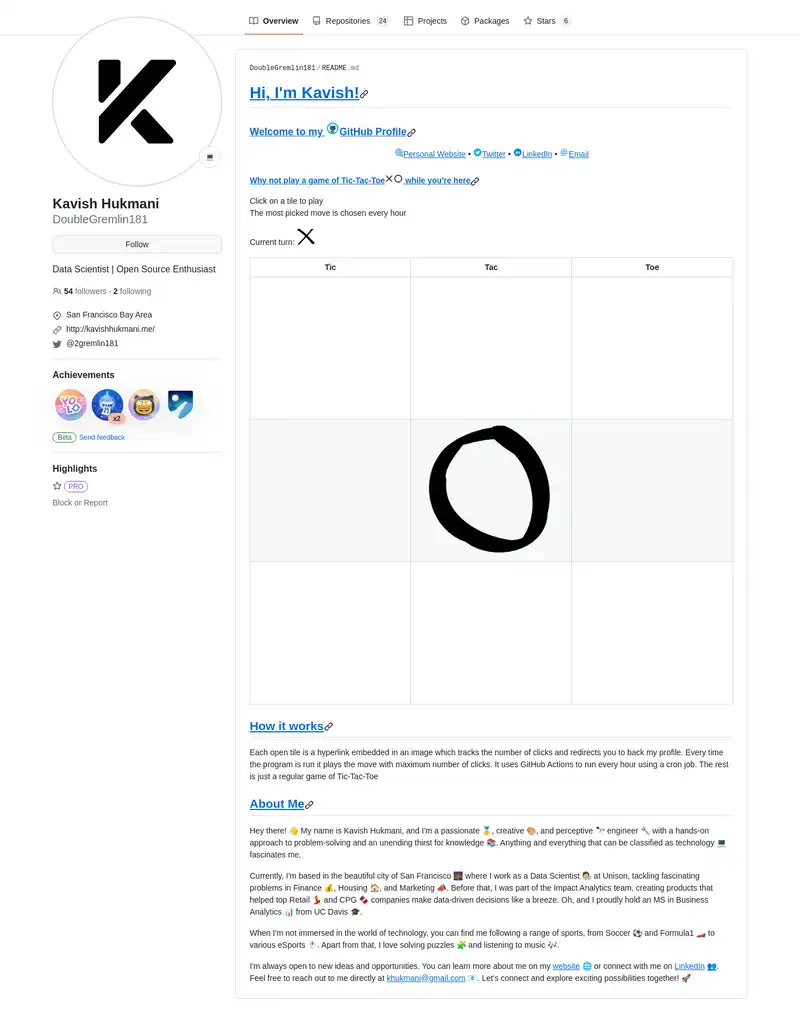 Overview
Repositories 24
Projects
Packages
Stars 6
Kavish Hukmani
DoubleGremlin181
Follow
Data Scientist | Open Source Enthusiast
54 followers · 2 following
San Francisco Bay Area
http://kavishhukmani.me/
@2gremlin181
Achievements
YOLO
x2
Beta Send feedback
Highlights
PRO
Block or Report
DoubleGremlin181/README.md
Hi, I'm Kavish!
Welcome to my GitHub Profile
Personal Website • Twitter • LinkedIn • Email
Why not play a game of Tic-Tac-Toe while you're here
Click on a tile to play
The most picked move is chosen every hour
Current turn:
Tic Tac Toe
How it works
Each open tile is a hyperlink embedded in an image which tracks the number of clicks and redirects you to back my profile. Every time
the program is run it plays the move with maximum number of clicks. It uses GitHub Actions to run every hour using a cron job. The rest
is just a regular game of Tic-Tac-Toe
About Me
Hey there! 👋 My name is Kavish Hukmani, and I'm a passionate 🏅, creative 🎨, and perceptive 🔭 engineer 🔧 with a hands-on
approach to problem-solving and an unending thirst for knowledge 📚. Anything and everything that can be classified as technology 💻
fascinates me.
Currently, I'm based in the beautiful city of San Francisco 🌉 where I work as a Data Scientist 🧑‍🔬 at Unison, tackling fascinating
problems in Finance 💰, Housing 🏠, and Marketing 📣. Before that, I was part of the Impact Analytics team, creating products that
helped top Retail 💃 and CPG 🍫 companies make data-driven decisions like a breeze. Oh, and I proudly hold an MS in Business
Analytics 📊 from UC Davis 🎓.
When I'm not immersed in the world of technology, you can find me following a range of sports, from Soccer ⚽ and Formula1 🏎️ to
various eSports 🖱️. Apart from that, I love solving puzzles 🧩 and listening to music 🎶.
I'm always open to new ideas and opportunities. You can learn more about me on my website 🌐 or connect with me on LinkedIn 👥.
Feel free to reach out to me directly at khukmani@gmail.com 📧. Let's connect and explore exciting possibilities together! 🚀